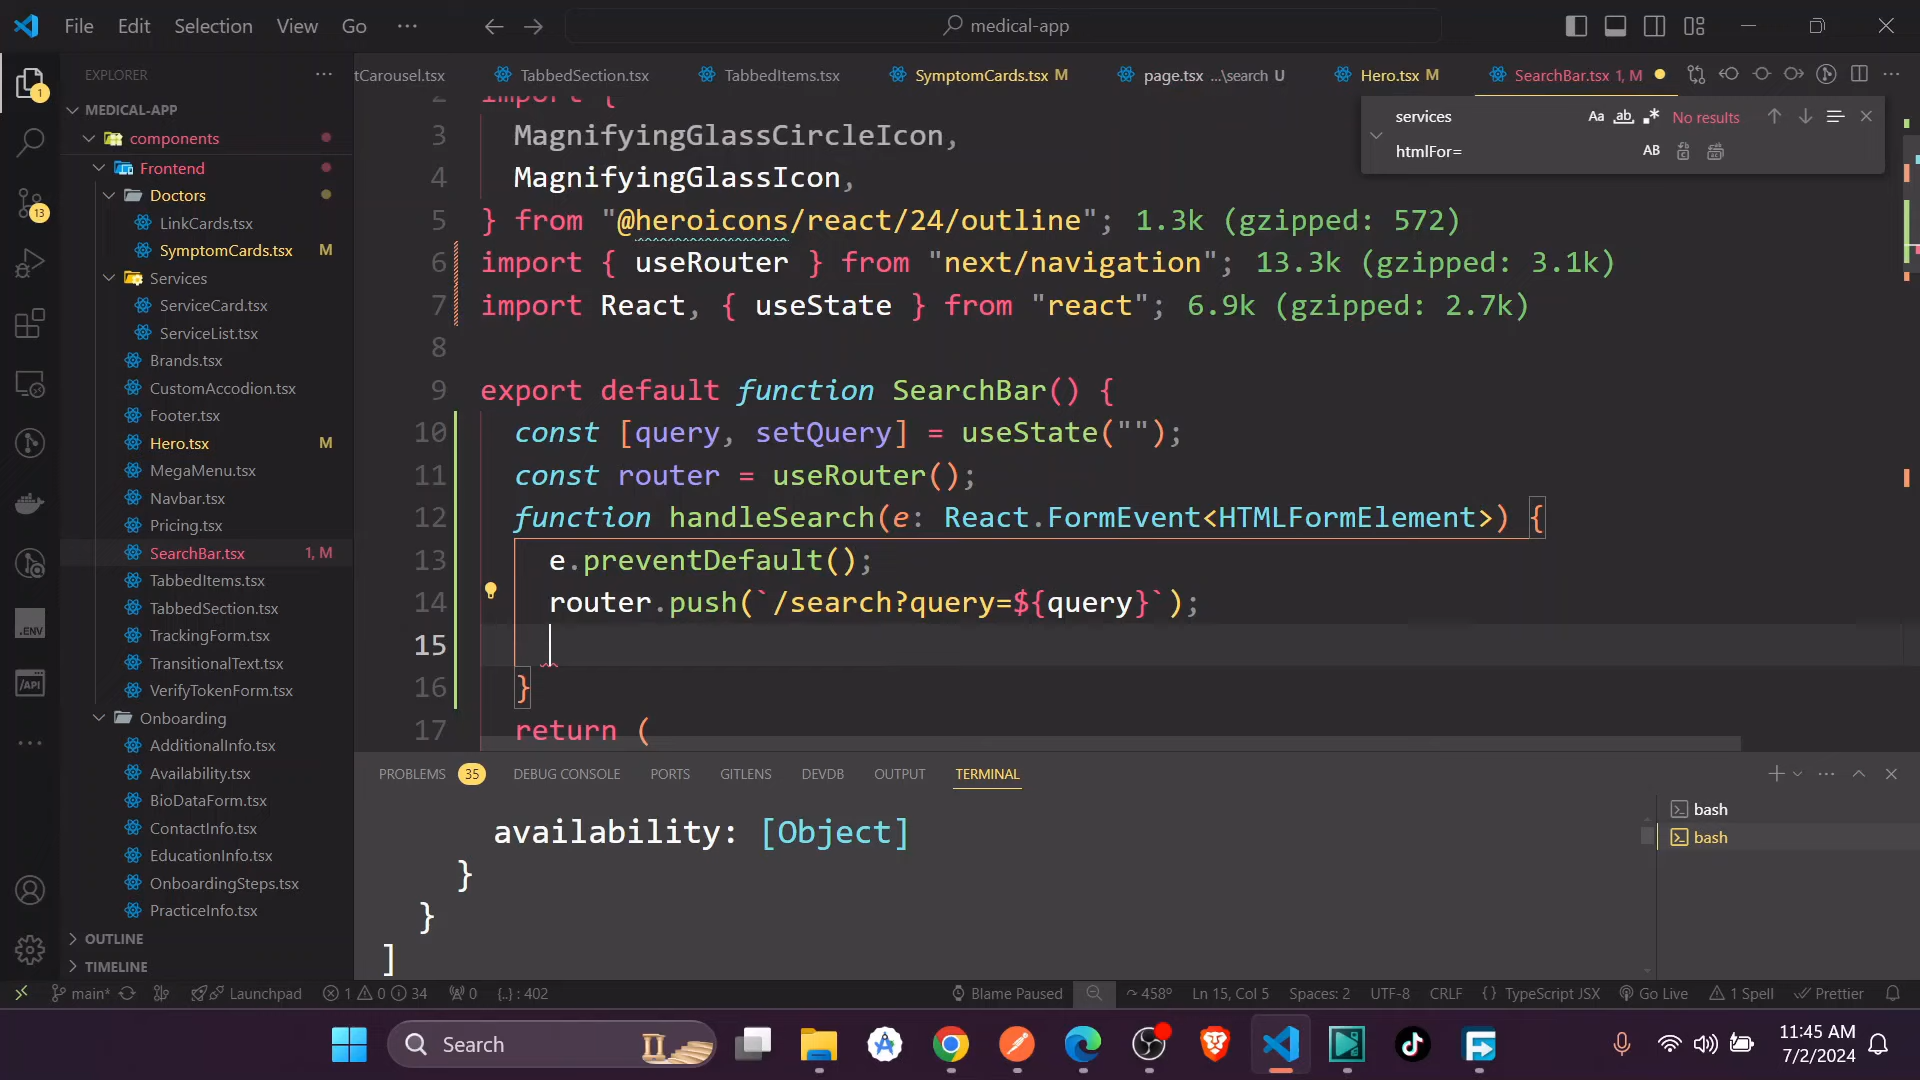 File Edit Selection View Go ··· medical-app
EXPLORER ···
MEDICAL-APP
components
Frontend
Doctors
LinkCards.tsx
SymptomCards.tsx M
Services
ServiceCard.tsx
ServiceList.tsx
Brands.tsx
CustomAccodion.tsx
Footer.tsx
Hero.tsx M
MegaMenu.tsx
Navbar.tsx
Pricing.tsx
SearchBar.tsx 1, M
TabbedItems.tsx
TabbedSection.tsx
TrackingForm.tsx
TransitionalText.tsx
VerifyTokenForm.tsx
Onboarding
AdditionalInfo.tsx
Availability.tsx
BioDataForm.tsx
ContactInfo.tsx
EducationInfo.tsx
OnboardingSteps.tsx
PracticeInfo.tsx
OUTLINE
TIMELINE
1
13
.ENV
/API
tCarousel.tsx TabbedSection.tsx TabbedItems.tsx SymptomCards.tsx M page.tsx ...\search U Hero.tsx M SearchBar.tsx 1, M
services Aa ab No results
htmlFor= AB
2 import {
3 MagnifyingGlassCircleIcon,
4 MagnifyingGlassIcon,
5 } from "@heroicons/react/24/outline"; 1.3k (gzipped: 572)
6 import { useRouter } from "next/navigation"; 13.3k (gzipped: 3.1k)
7 import React, { useState } from "react"; 6.9k (gzipped: 2.7k)
8
9 export default function SearchBar() {
10 const [query, setQuery] = useState("");
11 const router = useRouter();
12 function handleSearch(e: React.FormEvent<HTMLFormElement>) {
13 e.preventDefault();
14 router.push(`/search?query=${query}`);
15
16 }
17 return (
PROBLEMS 35 DEBUG CONSOLE PORTS GITLENS DEVDB OUTPUT TERMINAL
availability: [Object]
}
}
]
bash
bash
main* Launchpad 1 0 34 0 {..} : 402 Blame Paused 458° Ln 15, Col 5 Spaces: 2 UTF-8 CRLF { } TypeScript JSX Go Live 1 Spell Prettier
Search
11:45 AM
7/2/2024